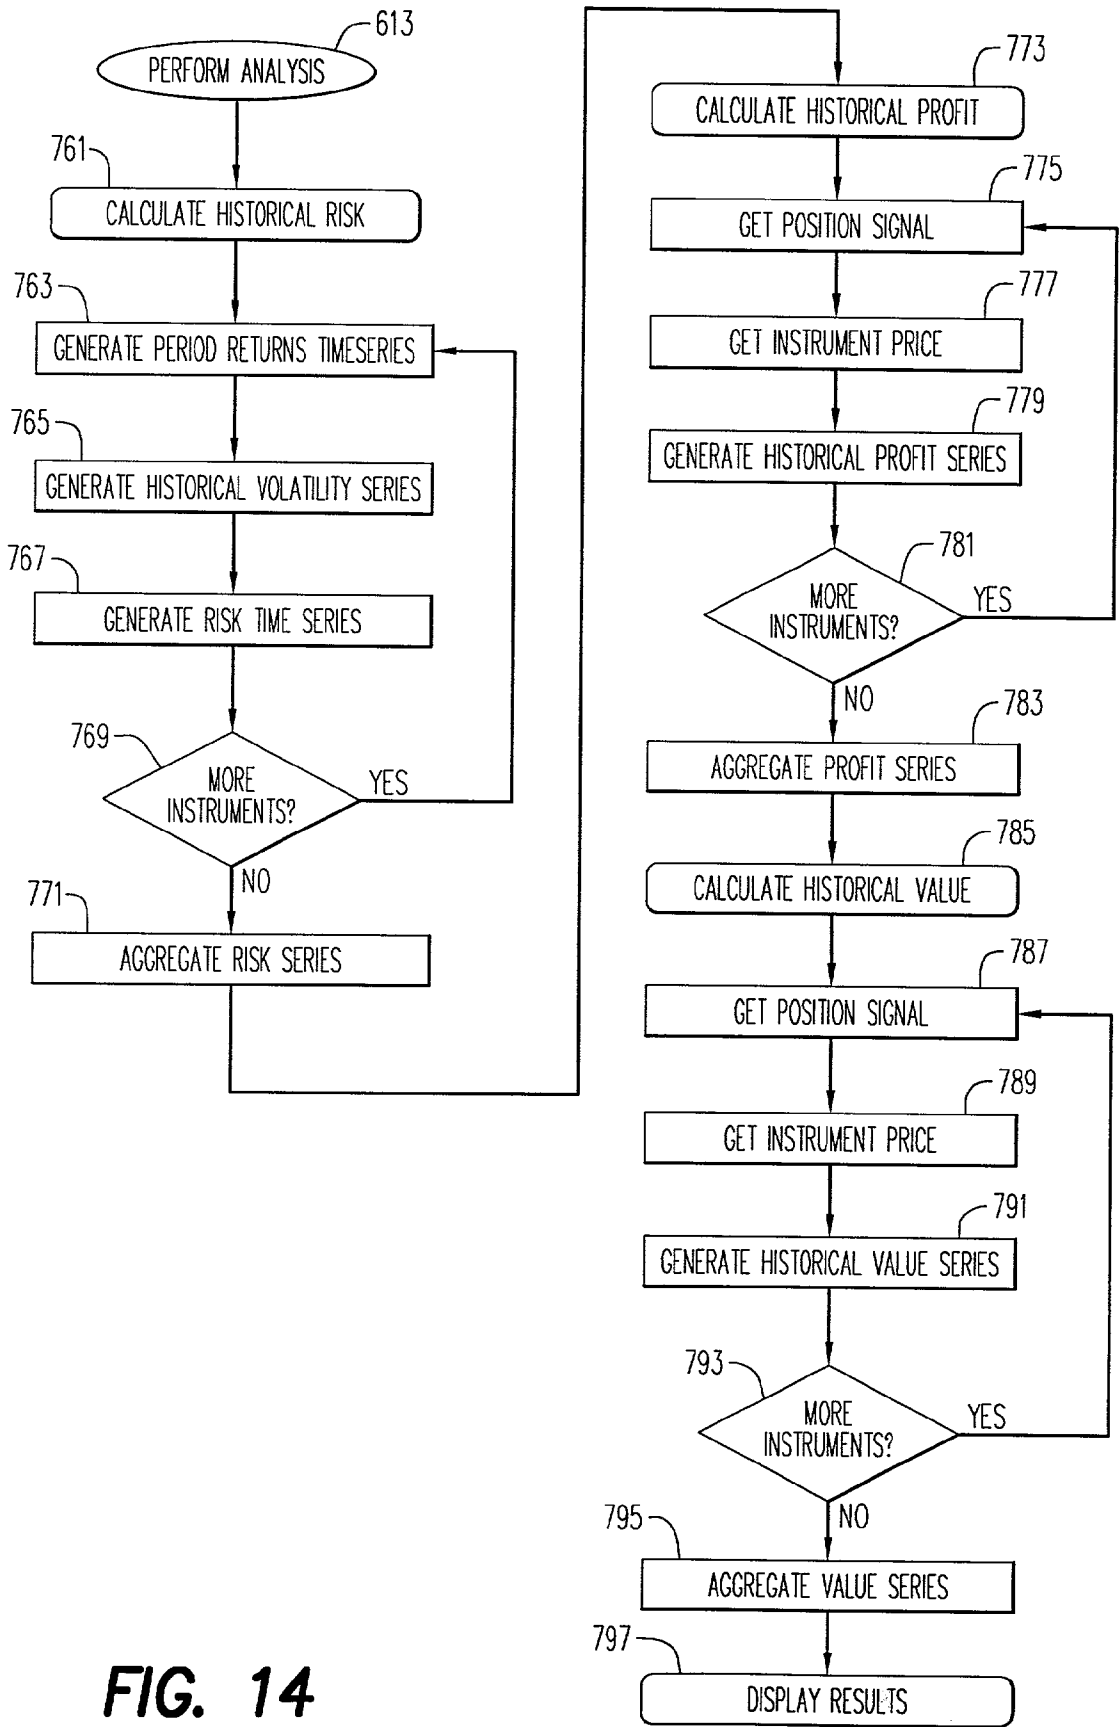 613
PERFORM ANALYSIS
761
CALCULATE HISTORICAL RISK
763
GENERATE PERIOD RETURNS TIMESERIES
765
GENERATE HISTORICAL VOLATILITY SERIES
767
GENERATE RISK TIME SERIES
769
MORE
INSTRUMENTS?
YES
NO
771
AGGREGATE RISK SERIES
773
CALCULATE HISTORICAL PROFIT
775
GET POSITION SIGNAL
777
GET INSTRUMENT PRICE
779
GENERATE HISTORICAL PROFIT SERIES
781
MORE
INSTRUMENTS?
YES
NO
783
AGGREGATE PROFIT SERIES
785
CALCULATE HISTORICAL VALUE
787
GET POSITION SIGNAL
789
GET INSTRUMENT PRICE
791
GENERATE HISTORICAL VALUE SERIES
793
MORE
INSTRUMENTS?
YES
NO
795
AGGREGATE VALUE SERIES
797
DISPLAY RESULTS
FIG. 14